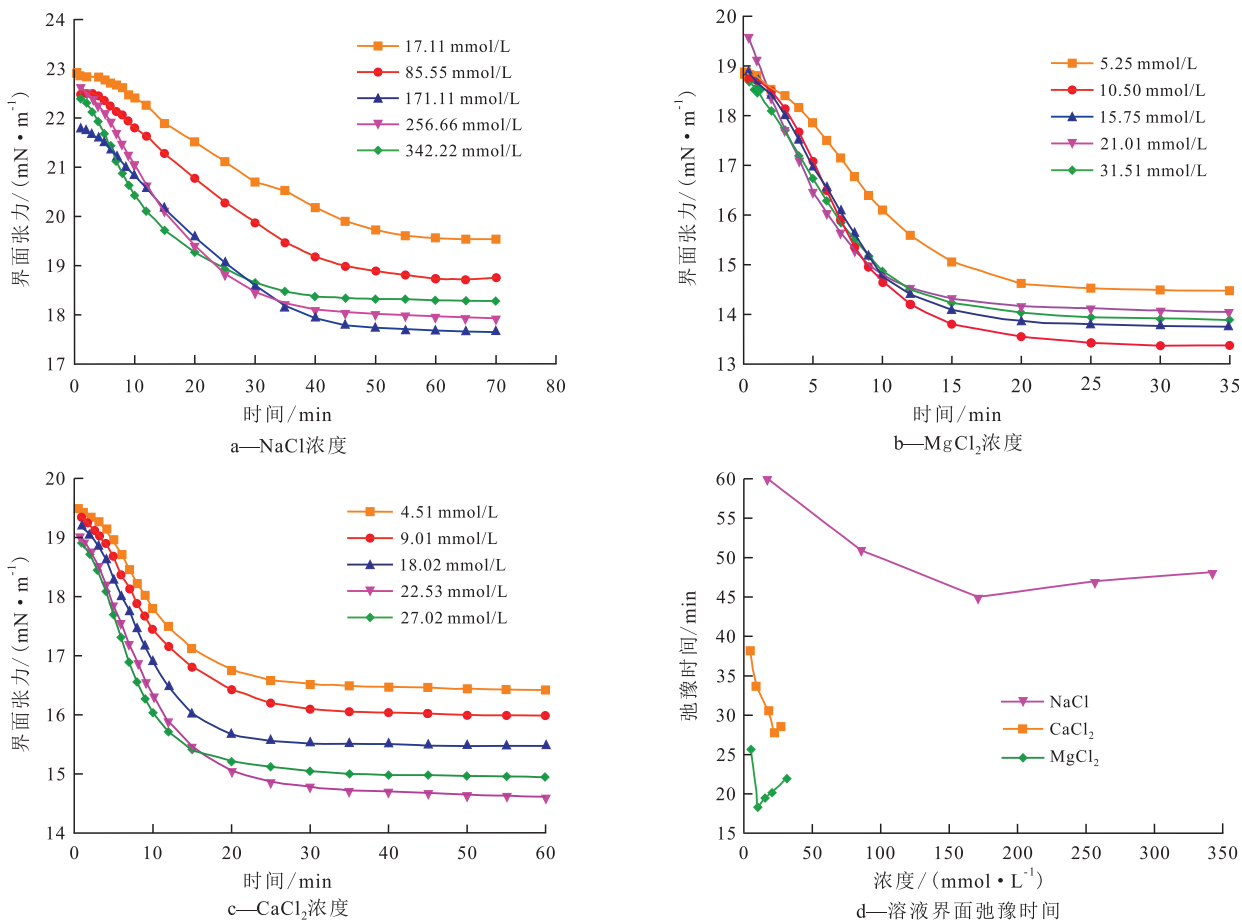 24
23
22
21
20
19
18
17
界面张力/(mN·m⁻¹)
0
10
20
30
40
50
60
70
80
时间/min
17.11 mmol/L
85.55 mmol/L
171.11 mmol/L
256.66 mmol/L
342.22 mmol/L
a—NaCl浓度
20
19
18
17
16
15
14
13
界面张力/(mN·m⁻¹)
0
5
10
15
20
25
30
35
时间/min
5.25 mmol/L
10.50 mmol/L
15.75 mmol/L
21.01 mmol/L
31.51 mmol/L
b—MgCl₂浓度
20
19
18
17
16
15
14
界面张力/(mN·m⁻¹)
0
10
20
30
40
50
60
时间/min
4.51 mmol/L
9.01 mmol/L
18.02 mmol/L
22.53 mmol/L
27.02 mmol/L
c—CaCl₂浓度
60
55
50
45
40
35
30
25
20
15
弛豫时间/min
0
50
100
150
200
250
300
350
浓度/(mmol·L⁻¹)
NaCl
CaCl₂
MgCl₂
d—溶液界面弛豫时间